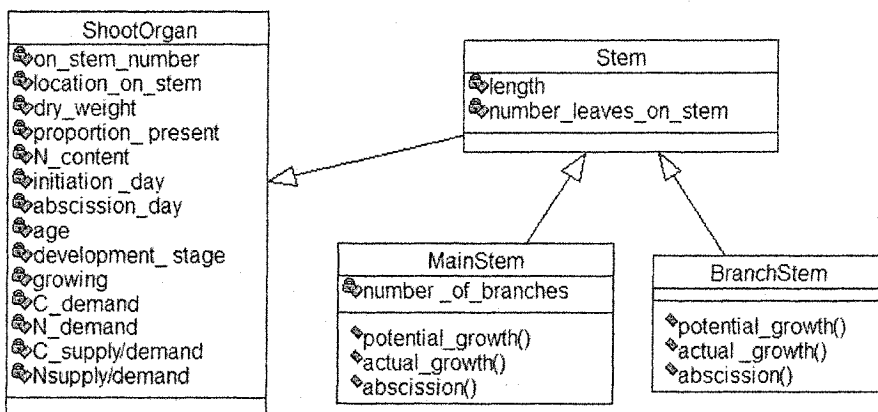 ShootOrgan
on_stem_number
location_on_stem
dry_weight
proportion_ present
N_content
initiation _day
abscission_day
age
development_ stage
growing
C_demand
N_demand
C_supply/demand
Nsupply/demand
Stem
length
number_leaves_on_stem
MainStem
number _of_branches
potential_growth()
actual_growth()
abscission()
BranchStem
potential_growth()
actual _growth()
abscission()